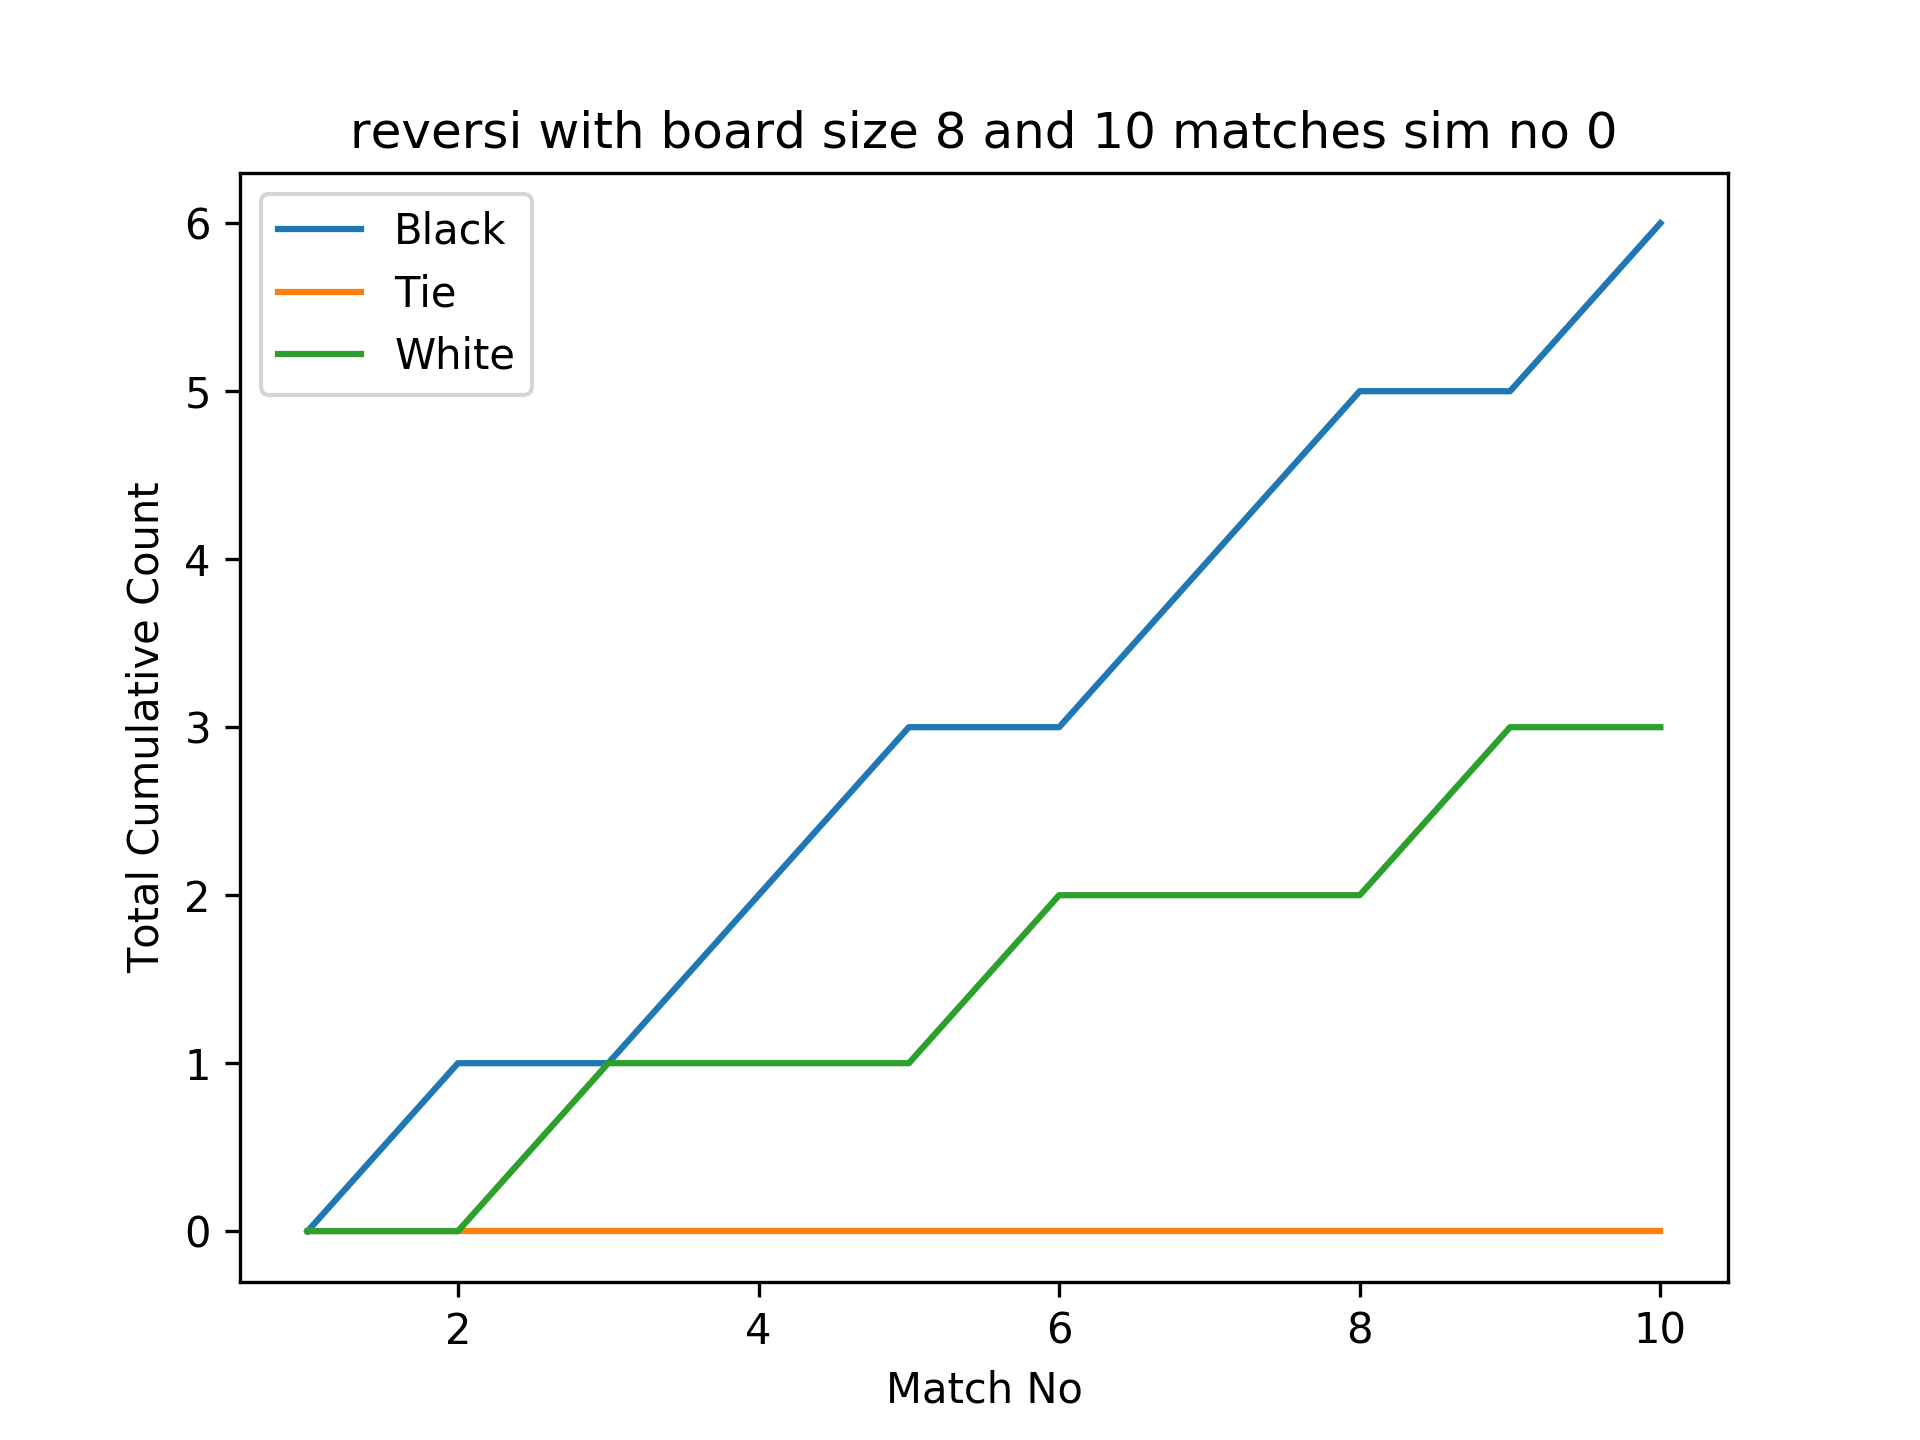 reversi with board size 8 and 10 matches sim no 0
Black
Tie
White
6
5
4
3
2
1
0
Total Cumulative Count
2 4 6 8 10
Match No